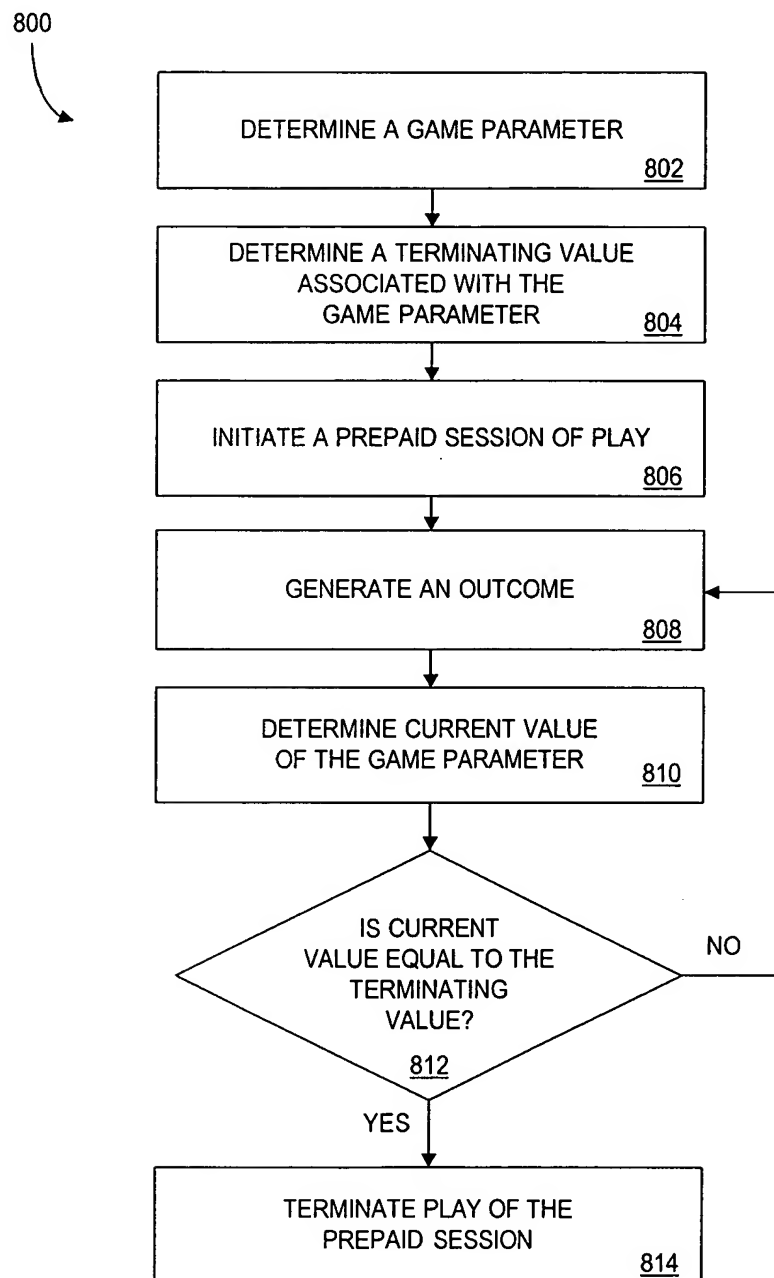 800
DETERMINE A GAME PARAMETER
802
DETERMINE A TERMINATING VALUE
ASSOCIATED WITH THE
GAME PARAMETER
804
INITIATE A PREPAID SESSION OF PLAY
806
GENERATE AN OUTCOME
808
DETERMINE CURRENT VALUE
OF THE GAME PARAMETER
810
IS CURRENT
VALUE EQUAL TO THE
TERMINATING
VALUE?
812
NO
YES
TERMINATE PLAY OF THE
PREPAID SESSION
814